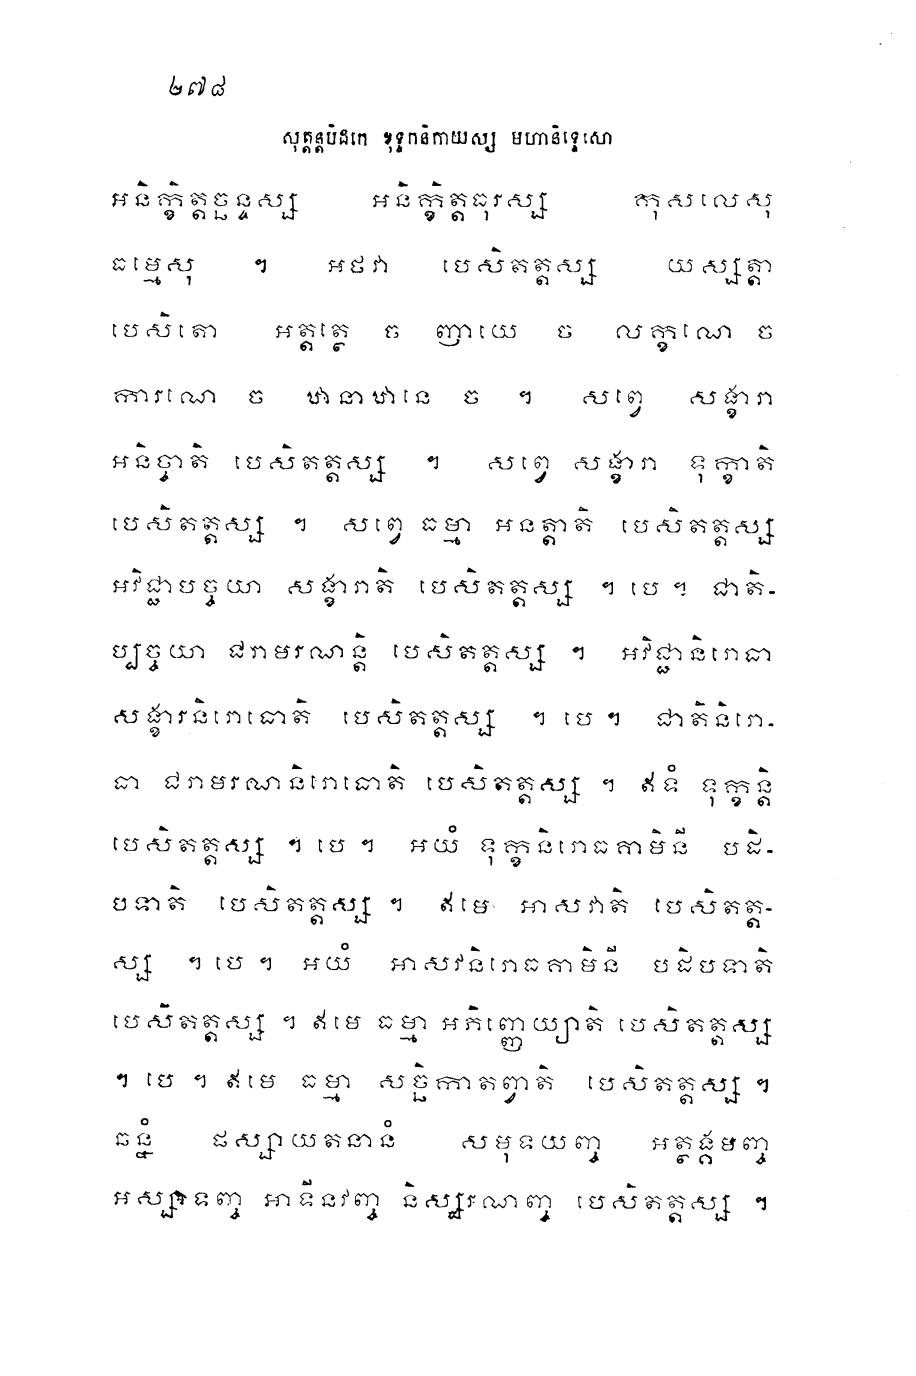 ២៧៨
សុត្តន្តបិដកេ ខុទ្ទកនិកាយស្ស មហានិទ្ទេសោ
អនិក្ខិត្តច្ឆន្ទស្ស អនិក្ខិត្តធុរស្ស កុសលេសុ
ធម្មេសុ ។ អថវា បេសិតត្តស្ស យស្សត្តា
បេសិតោ អត្តត្ថេ ច ញាយេ ច លក្ខណេ ច
ការណេ ច ឋានាឋានេ ច ។ សព្វេ សង្ខារា
អនិច្ចាតិ បេសិតត្តស្ស ។ សព្វេ សង្ខារា ទុក្ខាតិ
បេសិតត្តស្ស ។ សព្វេ ធម្មា អនត្តាតិ បេសិតត្តស្ស
អវិជ្ជាបច្ចយា សង្ខារាតិ បេសិតត្តស្ស ។ បេ ។ ជាតិ-
ប្បច្ចយា ជរាមរណន្តិ បេសិតត្តស្ស ។ អវិជ្ជានិរោធា
សង្ខារនិរោធោតិ បេសិតត្តស្ស ។ បេ ។ ជាតិនិរោ-
ធា ជរាមរណនិរោធោតិ បេសិតត្តស្ស ។ ឥទំ ទុក្ខន្តិ
បេសិតត្តស្ស ។ បេ ។ អយំ ទុក្ខនិរោធគាមិនី បដិ-
បទាតិ បេសិតត្តស្ស ។ ឥមេ អាសវាតិ បេសិតត្ត-
ស្ស ។ បេ ។ អយំ អាសវនិរោធគាមិនី បដិបទាតិ
បេសិតត្តស្ស ។ ឥមេ ធម្មា អភិញ្ញេយ្យាតិ បេសិតត្តស្ស
។ បេ ។ ឥមេ ធម្មា សច្ឆិកាតព្វាតិ បេសិតត្តស្ស ។
ឆន្នំ ផស្សាយតនានំ សមុទយញ្ច អត្ថង្គមញ្ច
អស្សាទញ្ច អាទីនវញ្ច និស្សរណញ្ច បេសិតត្តស្ស ។